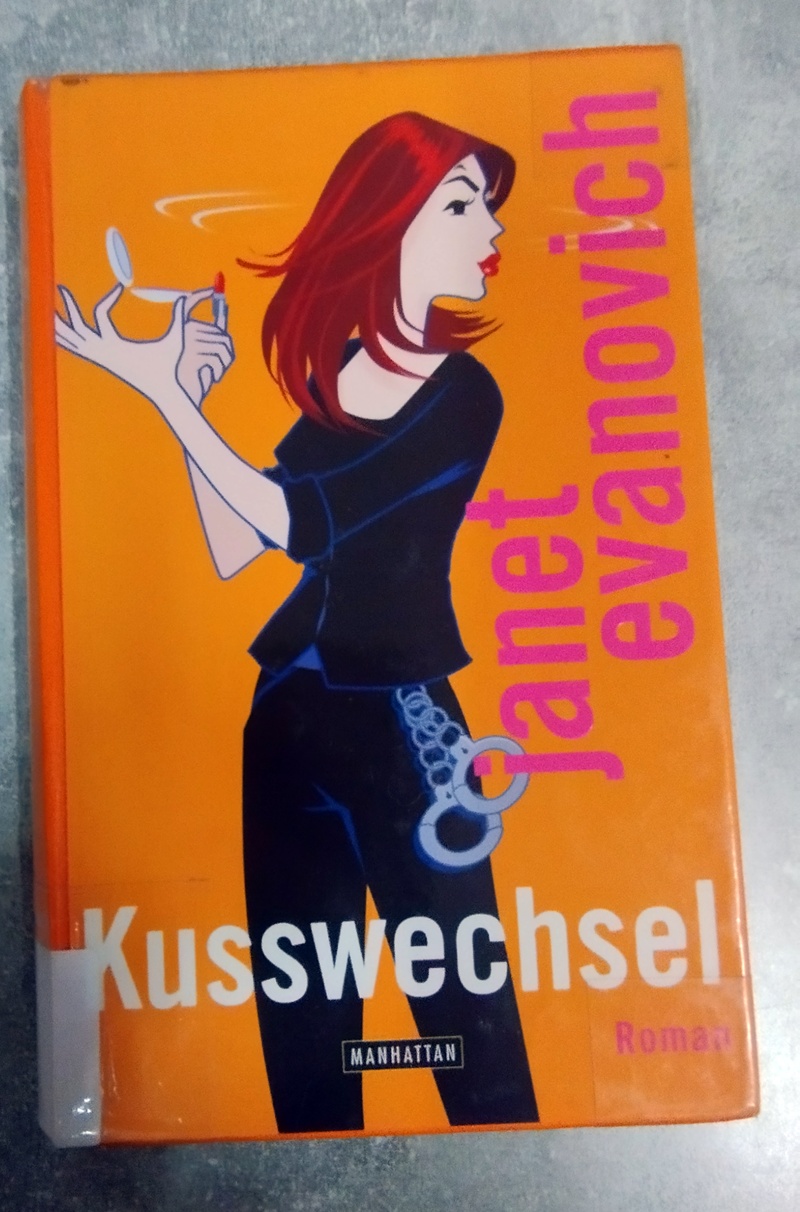 janet
evanovich
Kusswechsel
Roman
MANHATTAN